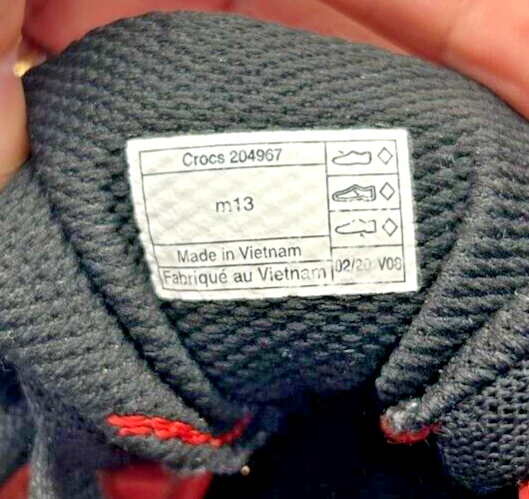 Crocs 204967
m13
Made in Vietnam
Fabriqué au Vietnam 02/20 V08